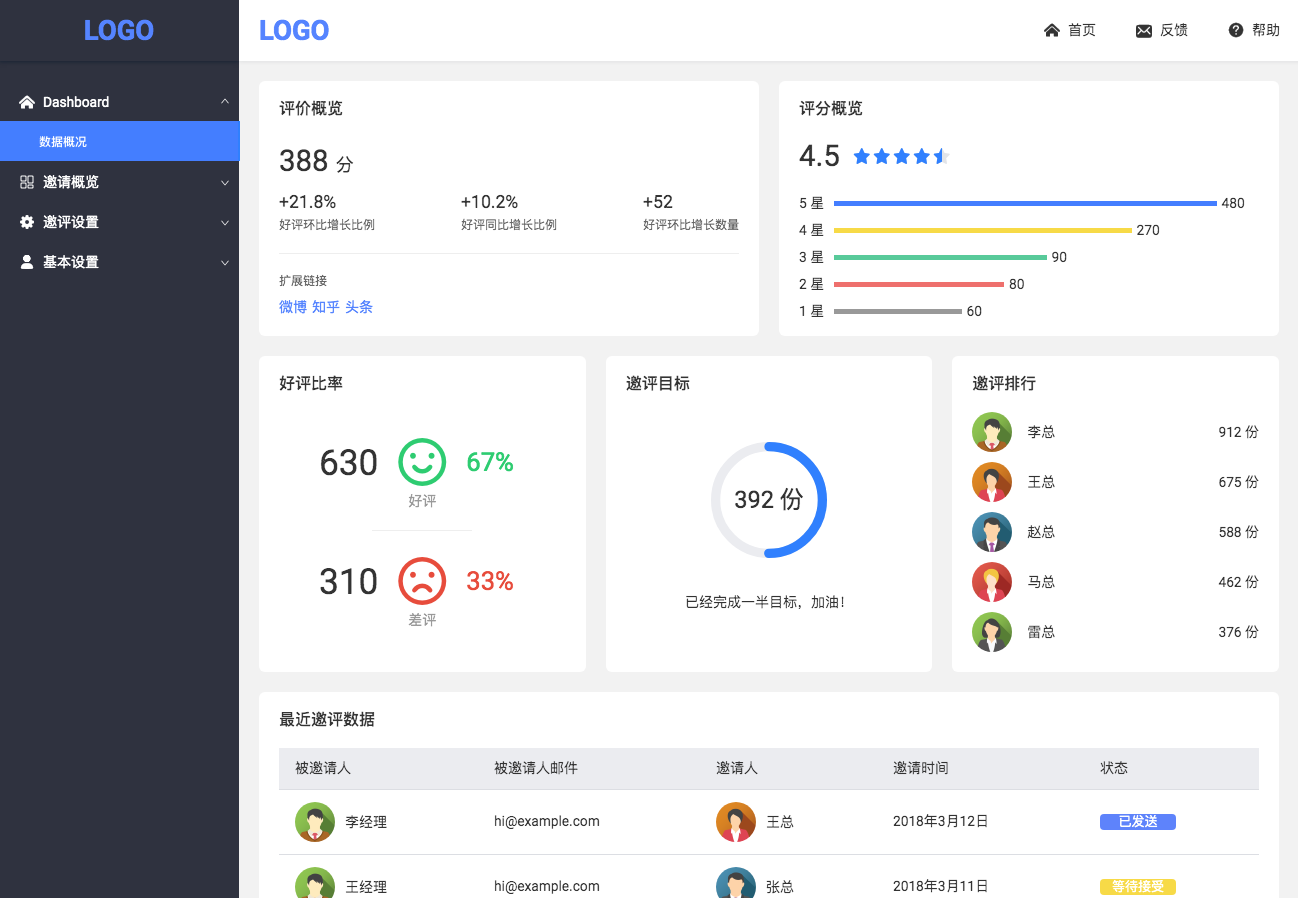 LOGO
LOGO
首页
反馈
帮助
Dashboard
数据概况
邀请概览
邀评设置
基本设置
评价概览
388 分
+21.8%
好评环比增长比例
+10.2%
好评同比增长比例
+52
好评环比增长数量
扩展链接
微博 知乎 头条
评分概览
4.5
5 星 480
4 星 270
3 星 90
2 星 80
1 星 60
好评比率
630 67%
好评
310 33%
差评
邀评目标
392 份
已经完成一半目标，加油！
邀评排行
李总 912 份
王总 675 份
赵总 588 份
马总 462 份
雷总 376 份
最近邀评数据
被邀请人 被邀请人邮件 邀请人 邀请时间 状态
李经理 hi@example.com 王总 2018年3月12日 已发送
王经理 hi@example.com 张总 2018年3月11日 等待接受